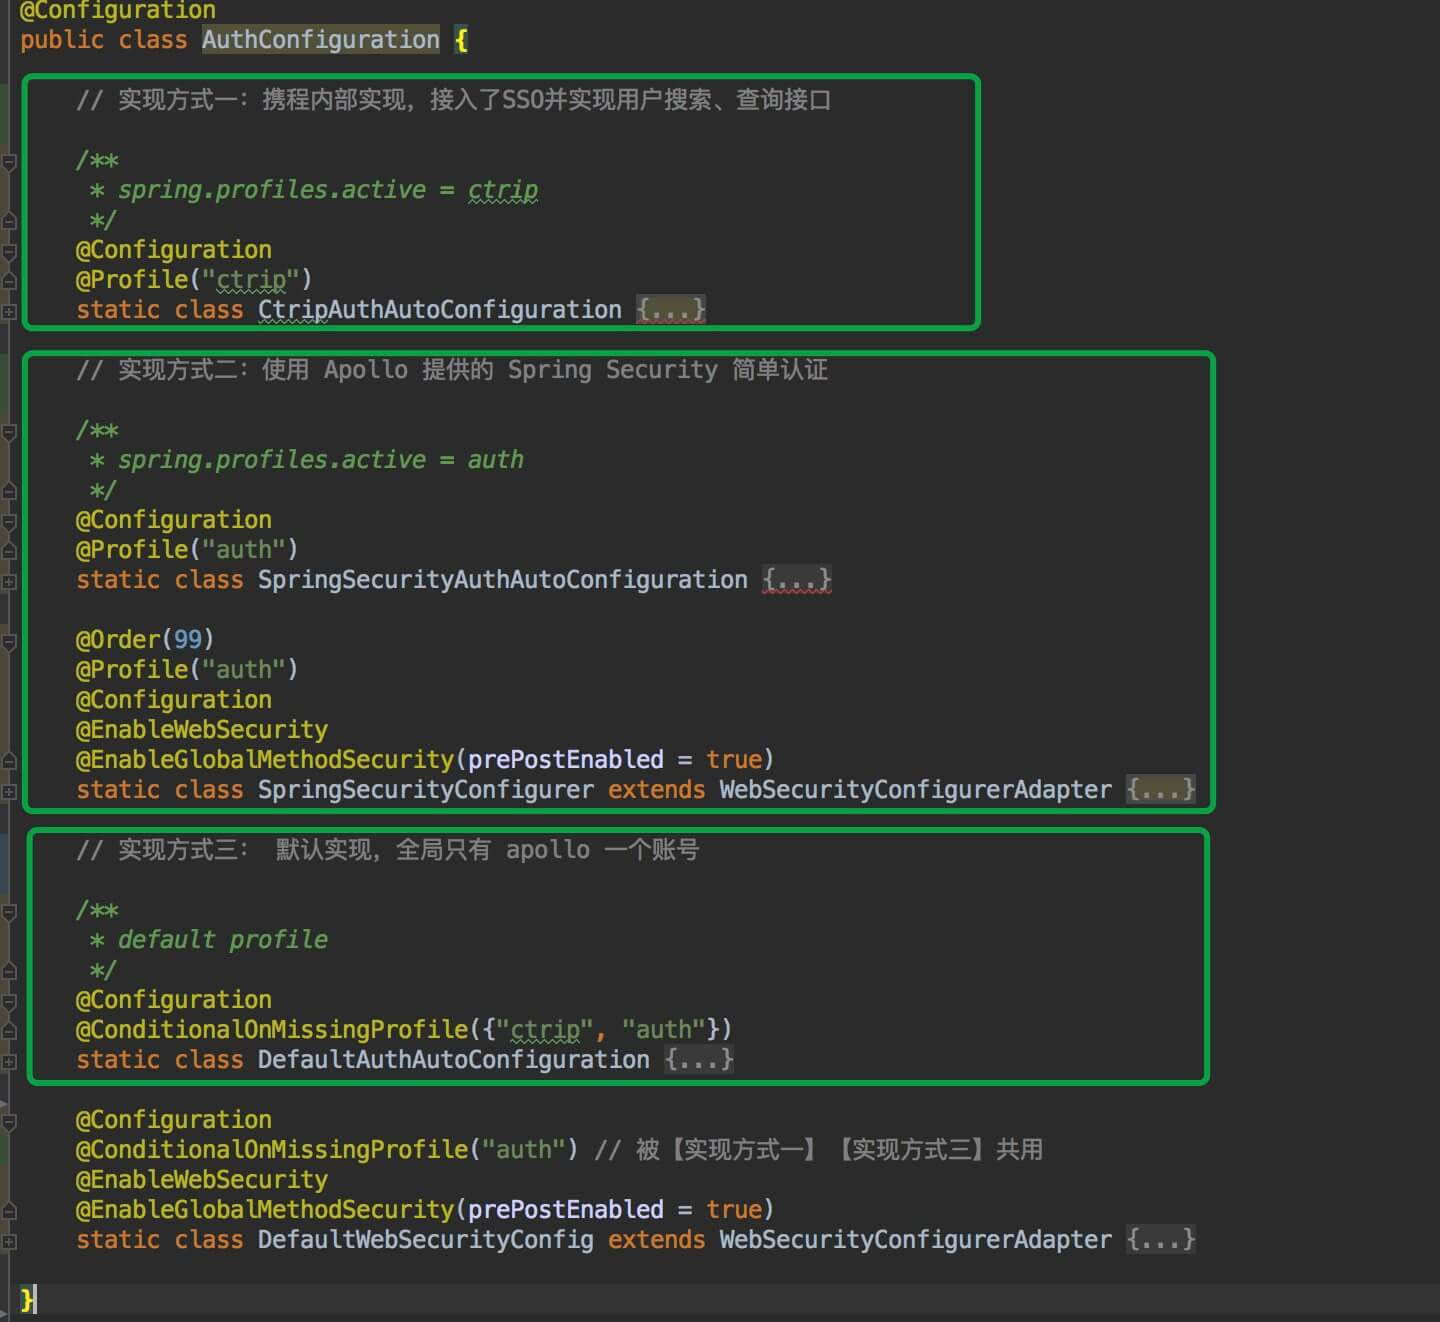 @Configuration
public class AuthConfiguration {
// 实现方式一：携程内部实现，接入了SSO并实现用户搜索、查询接口
/**
* spring.profiles.active = ctrip
*/
@Configuration
@Profile("ctrip")
static class CtripAuthAutoConfiguration {...}
// 实现方式二：使用 Apollo 提供的 Spring Security 简单认证
/**
* spring.profiles.active = auth
*/
@Configuration
@Profile("auth")
static class SpringSecurityAuthAutoConfiguration {...}
@Order(99)
@Profile("auth")
@Configuration
@EnableWebSecurity
@EnableGlobalMethodSecurity(prePostEnabled = true)
static class SpringSecurityConfigurer extends WebSecurityConfigurerAdapter {...}
// 实现方式三： 默认实现，全局只有 apollo 一个账号
/**
* default profile
*/
@Configuration
@ConditionalOnMissingProfile({"ctrip", "auth"})
static class DefaultAuthAutoConfiguration {...}
@Configuration
@ConditionalOnMissingProfile("auth") // 被【实现方式一】【实现方式三】共用
@EnableWebSecurity
@EnableGlobalMethodSecurity(prePostEnabled = true)
static class DefaultWebSecurityConfig extends WebSecurityConfigurerAdapter {...}
}